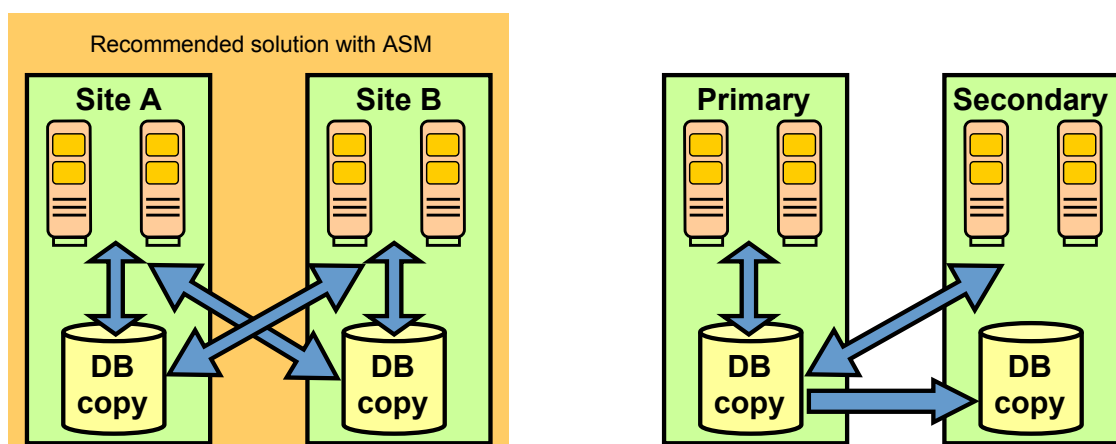 Recommended solution with ASM
Site A
Site B
DB
copy
DB
copy
Primary
Secondary
DB
copy
DB
copy